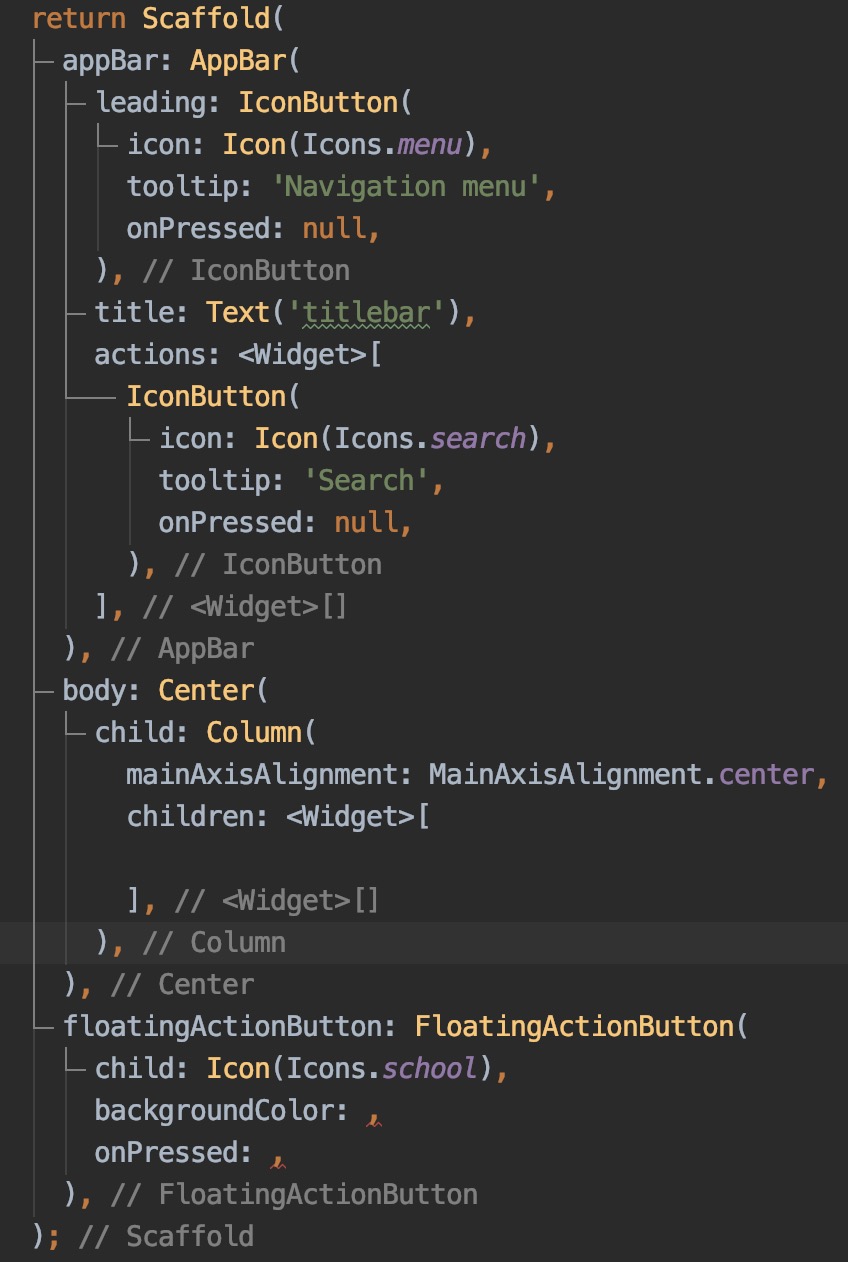 return Scaffold(
appBar: AppBar(
leading: IconButton(
icon: Icon(Icons.menu),
tooltip: 'Navigation menu',
onPressed: null,
), // IconButton
title: Text('titlebar'),
actions: <Widget>[
IconButton(
icon: Icon(Icons.search),
tooltip: 'Search',
onPressed: null,
), // IconButton
], // <Widget>[]
), // AppBar
body: Center(
child: Column(
mainAxisAlignment: MainAxisAlignment.center,
children: <Widget>[
], // <Widget>[]
), // Column
), // Center
floatingActionButton: FloatingActionButton(
child: Icon(Icons.school),
backgroundColor: ,
onPressed: ,
), // FloatingActionButton
); // Scaffold